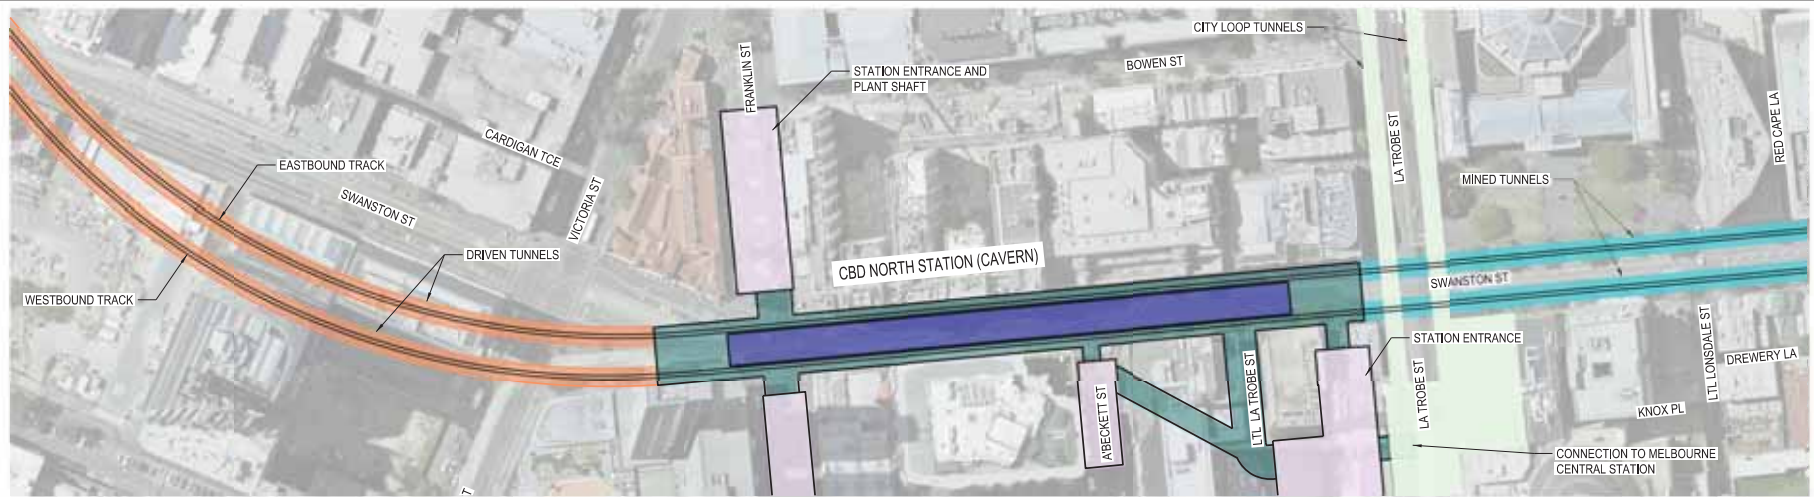 CITY LOOP TUNNELS
BOWEN ST
FRANKLIN ST
STATION ENTRANCE AND
PLANT SHAFT
RED CAPE LA
LA TROBE ST
CARDIGAN TCE
EASTBOUND TRACK
MINED TUNNELS
SWANSTON ST
VICTORIA ST
DRIVEN TUNNELS
CBD NORTH STATION (CAVERN)
SWANSTON ST
WESTBOUND TRACK
STATION ENTRANCE
LTL LONSDALE ST
DREWERY LA
LTL LA TROBE ST
LA TROBE ST
A'BECKETT ST
KNOX PL
CONNECTION TO MELBOURNE
CENTRAL STATION